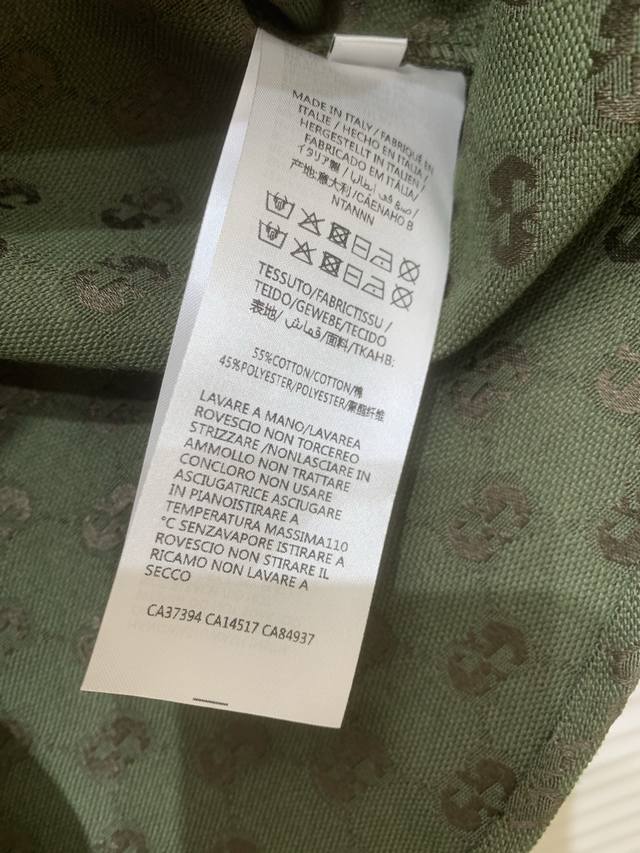 MADE IN ITALY/FABRIQUÉ EN
ITALIE / HECHO EN ITALIA /
HERGESTELLT IN ITALIEN /
FABRICADO EM ITALIA/
イタリア製 / صنع في إيطاليا /
产地:意大利/CAENAHO B
NTANNN
TESSUTO/FABRICTISSU /
TEIDO/GEWEBE/TECIDO
表地/ قماش /面料/TKAHB:
55%COTTON/COTTON/棉
45%POLYESTER/POLYESTER/聚酯纤维
LAVARE A MANO/LAVAREA
ROVESCIO NON TORCEREO
STRIZZARE /NONLASCIARE IN
AMMOLLO NON TRATTARE
CONCLORO NON USARE
ASCIUGATRICE ASCIUGARE
IN PIANOISTIRARE A
TEMPERATURA MASSIMA110
°C SENZAVAPORE ISTIRARE A
ROVESCIO NON STIRARE IL
RICAMO NON LAVARE A
SECCO
CA37394 CA14517 CA84937